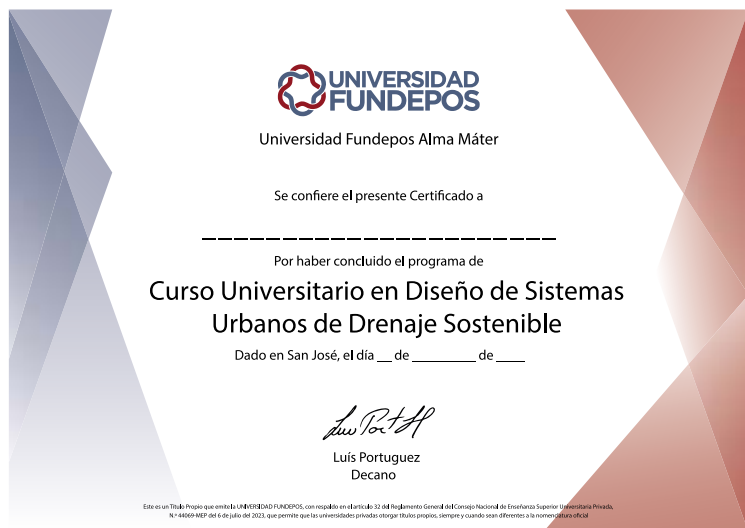 UNIVERSIDAD
FUNDEPOS
Universidad Fundepos Alma Máter
Se confiere el presente Certificado a
Por haber concluido el programa de
Curso Universitario en Diseño de Sistemas
Urbanos de Drenaje Sostenible
Dado en San José, el día __ de ________ de ____
Luís Portuguez
Decano
Este es un Título Propio que emite la UNIVERSIDAD FUNDEPOS, con respaldo en el artículo 32 del Reglamento General del Consejo Nacional de Enseñanza Superior Universitaria Privada,
N.º 44069-MEP del 6 de julio del 2023, que permite que las universidades privadas otorgar títulos propios, siempre y cuando sean diferentes a la nomenclatura oficial